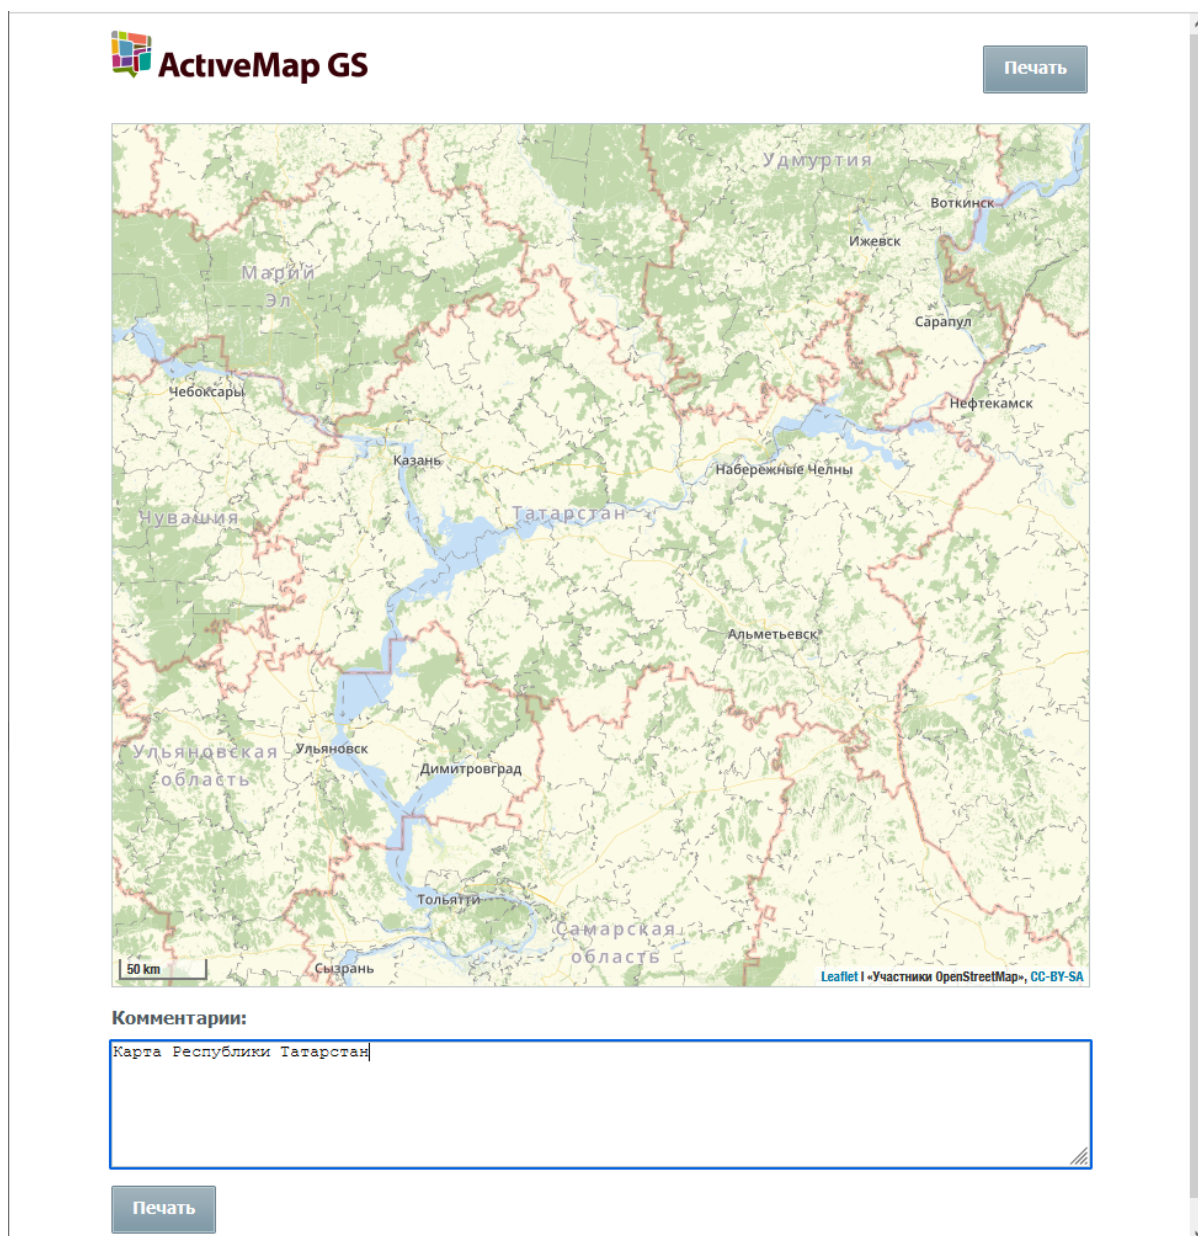 ActiveMap GS
Печать
Удмуртия
Воткинск
Ижевск
Марий
Эл
Сарапул
Чебоксары
Нефтекамск
Казань
Набережные Челны
Чувашия
Татарстан
Альметьевск
Ульяновская
область
Ульяновск
Димитровград
Тольятти
Самарская
область
Сызрань
50 km
Leaflet | «Участники OpenStreetMap», CC-BY-SA
Комментарии:
Карта Республики Татарстан
Печать